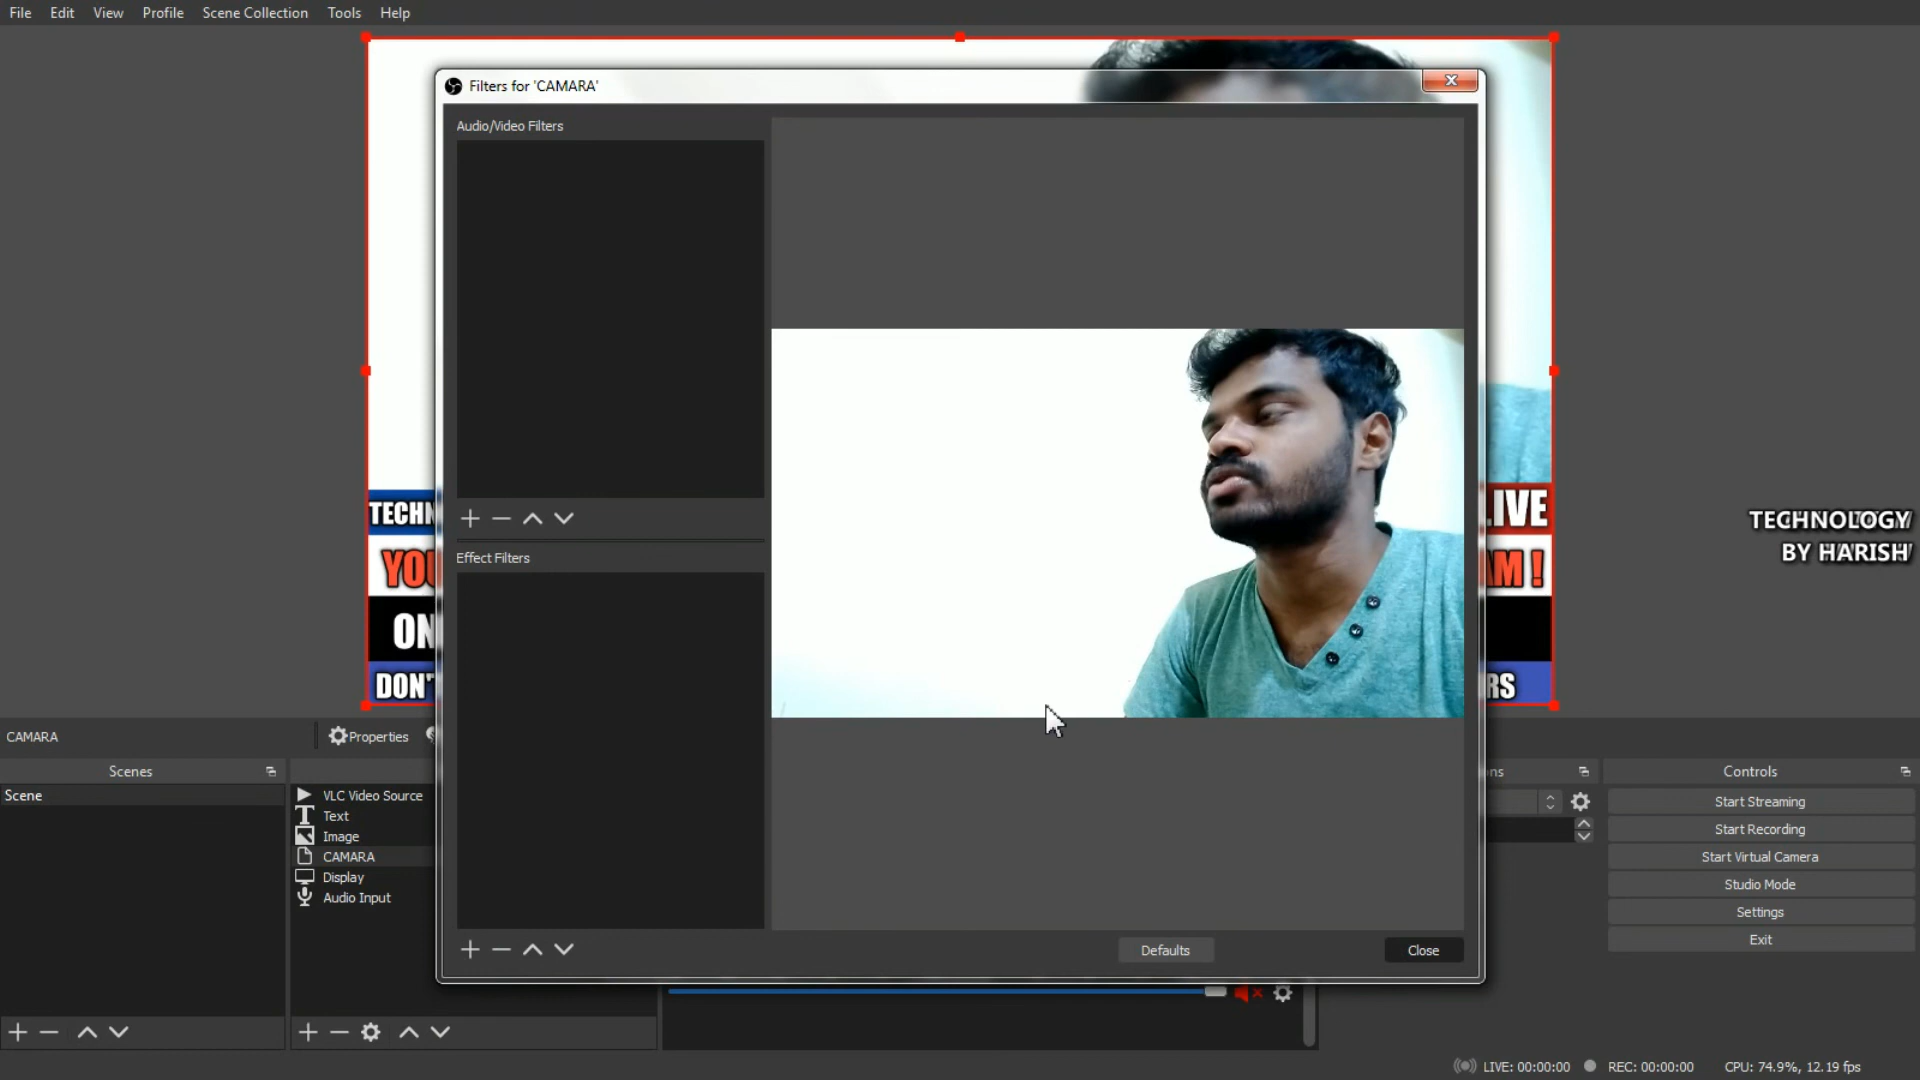 File Edit View Profile Scene Collection Tools Help
Filters for 'CAMARA'
Audio/Video Filters
Effect Filters
Defaults
Close
TECHN
YOU
ON
DON'T
LIVE
AM !
RS
TECHNOLOGY
BY HARISH
CAMARA
Properties
Scenes
Scene
VLC Video Source
Text
Image
CAMARA
Display
Audio Input
ns
Controls
Start Streaming
Start Recording
Start Virtual Camera
Studio Mode
Settings
Exit
LIVE: 00:00:00 REC: 00:00:00 CPU: 74.9%, 12.19 fps